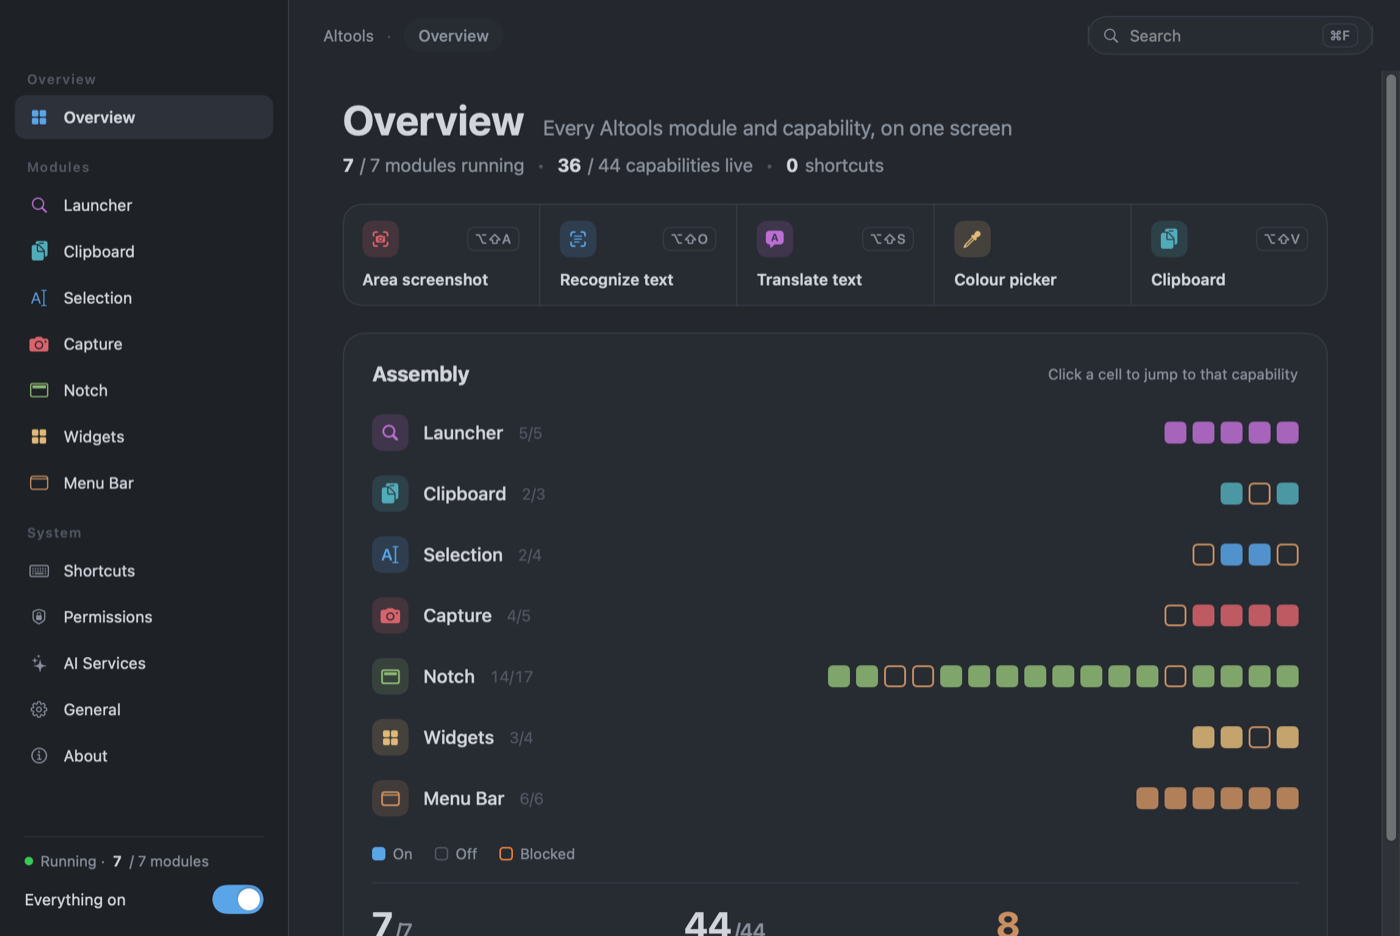 Altools · Overview
Search ⌘F
Overview
Overview
Modules
Launcher
Clipboard
Selection
Capture
Notch
Widgets
Menu Bar
System
Shortcuts
Permissions
AI Services
General
About
Running · 7 / 7 modules
Everything on
Overview Every Altools module and capability, on one screen
7 / 7 modules running · 36 / 44 capabilities live · 0 shortcuts
⌥⇧A
Area screenshot
⌥⇧O
Recognize text
⌥⇧S
Translate text
Colour picker
⌥⇧V
Clipboard
Assembly Click a cell to jump to that capability
Launcher 5/5
Clipboard 2/3
Selection 2/4
Capture 4/5
Notch 14/17
Widgets 3/4
Menu Bar 6/6
On Off Blocked
7/7 44/44 8